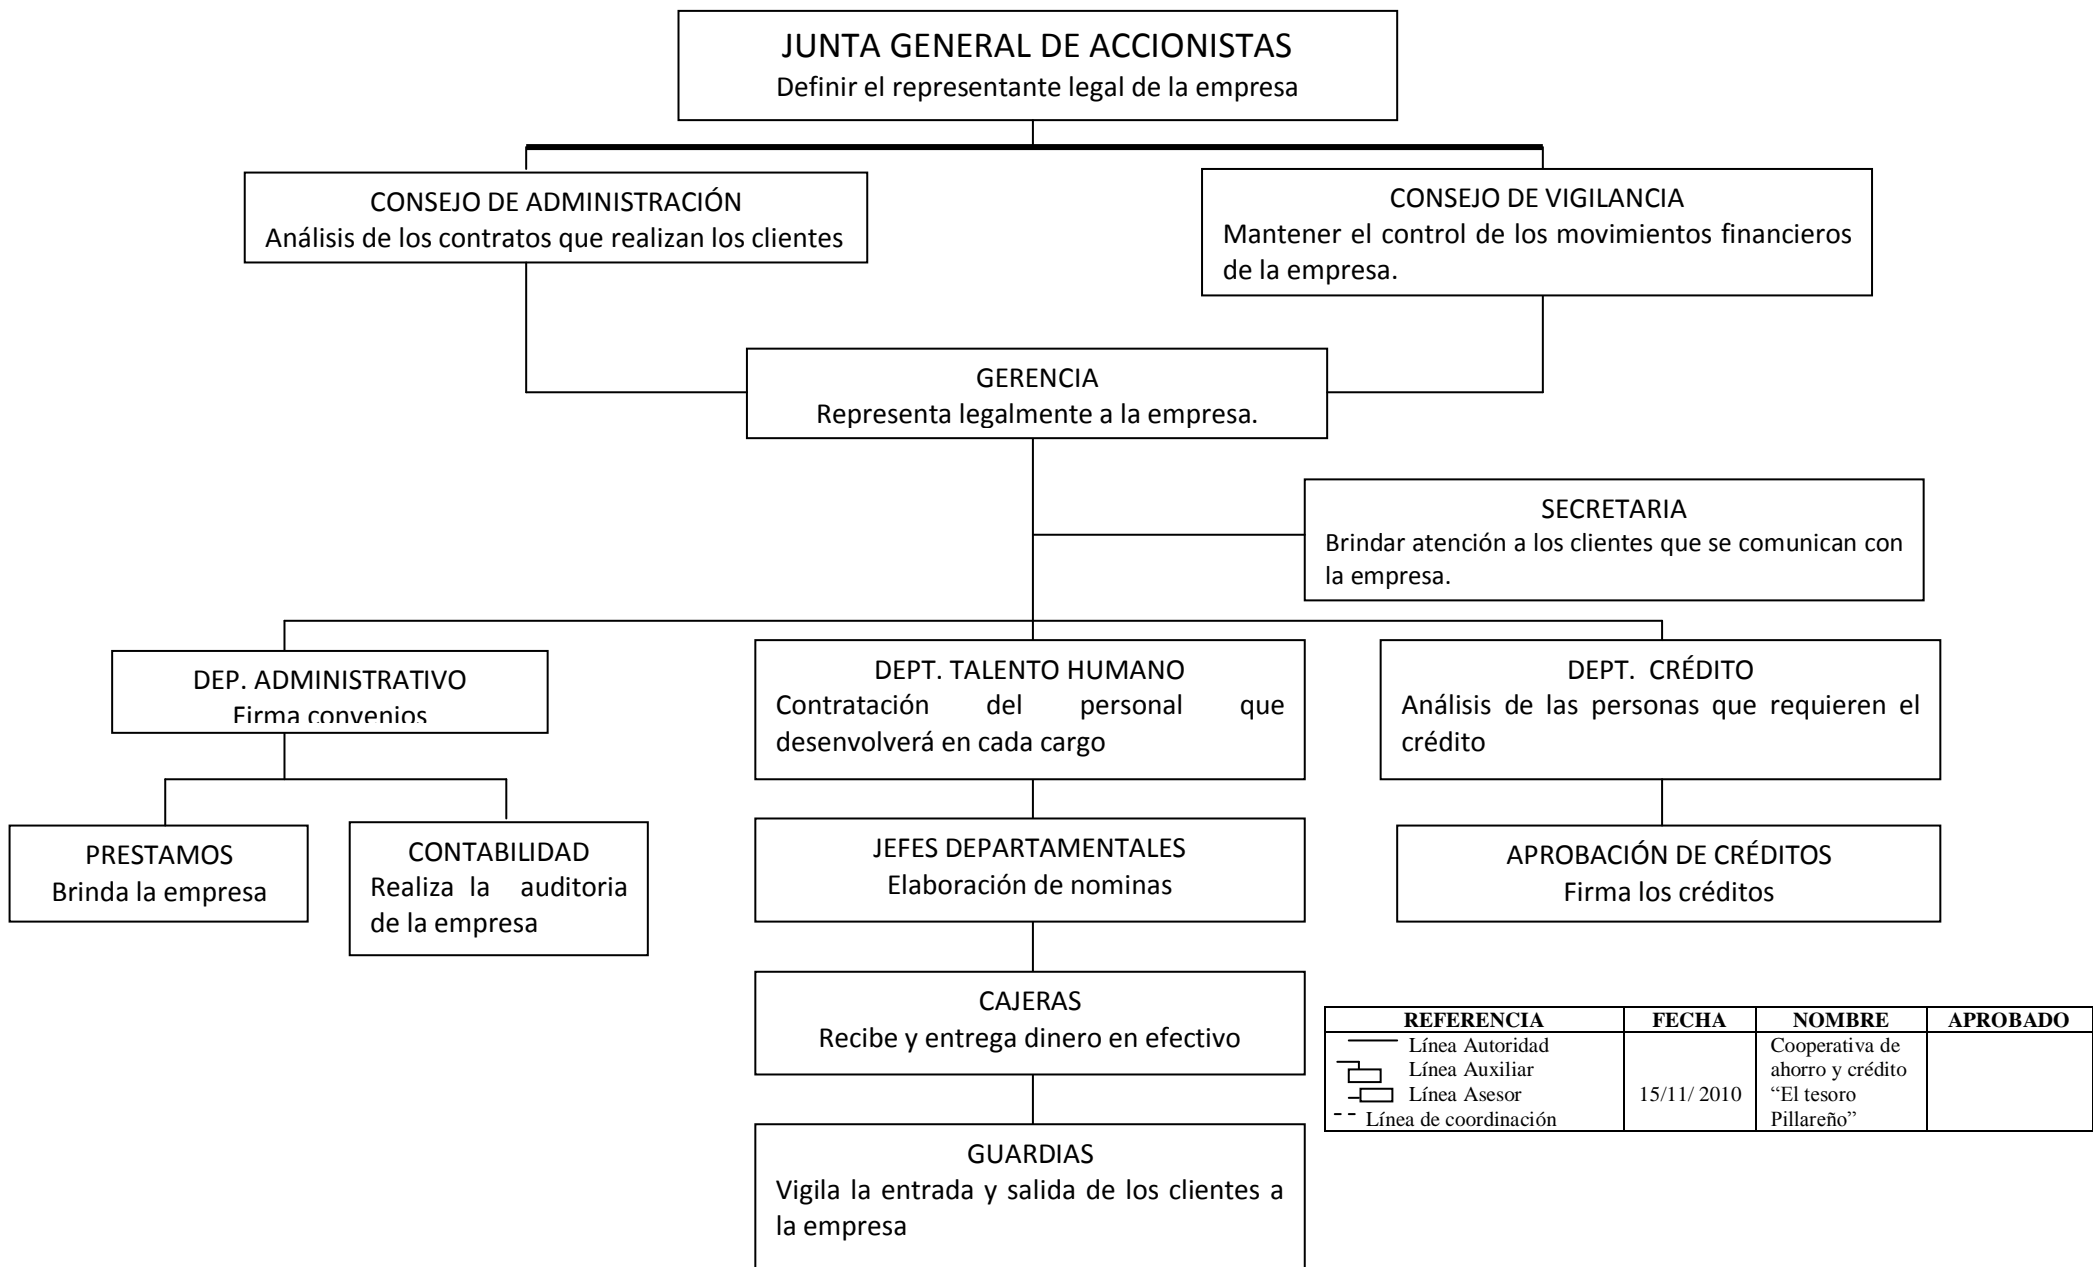 JUNTA GENERAL DE ACCIONISTAS
Definir el representante legal de la empresa
CONSEJO DE ADMINISTRACIÓN
Análisis de los contratos que realizan los clientes
CONSEJO DE VIGILANCIA
Mantener el control de los movimientos financieros
de la empresa.
GERENCIA
Representa legalmente a la empresa.
SECRETARIA
Brindar atención a los clientes que se comunican con
la empresa.
DEP. ADMINISTRATIVO
Firma convenios
DEPT. TALENTO HUMANO
Contratación del personal que
desenvolverá en cada cargo
DEPT. CRÉDITO
Análisis de las personas que requieren el
crédito
PRESTAMOS
Brinda la empresa
CONTABILIDAD
Realiza la auditoria
de la empresa
JEFES DEPARTAMENTALES
Elaboración de nominas
APROBACIÓN DE CRÉDITOS
Firma los créditos
CAJERAS
Recibe y entrega dinero en efectivo
GUARDIAS
Vigila la entrada y salida de los clientes a
la empresa
REFERENCIA FECHA NOMBRE APROBADO
Línea Autoridad
Línea Auxiliar
Línea Asesor
Línea de coordinación
15/11/ 2010
Cooperativa de
ahorro y crédito
“El tesoro
Pillareño”